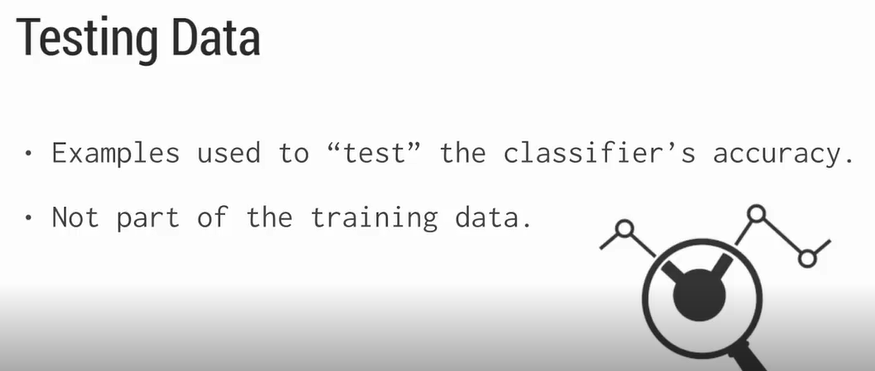 Testing Data
• Examples used to “test” the classifier’s accuracy.
• Not part of the training data.